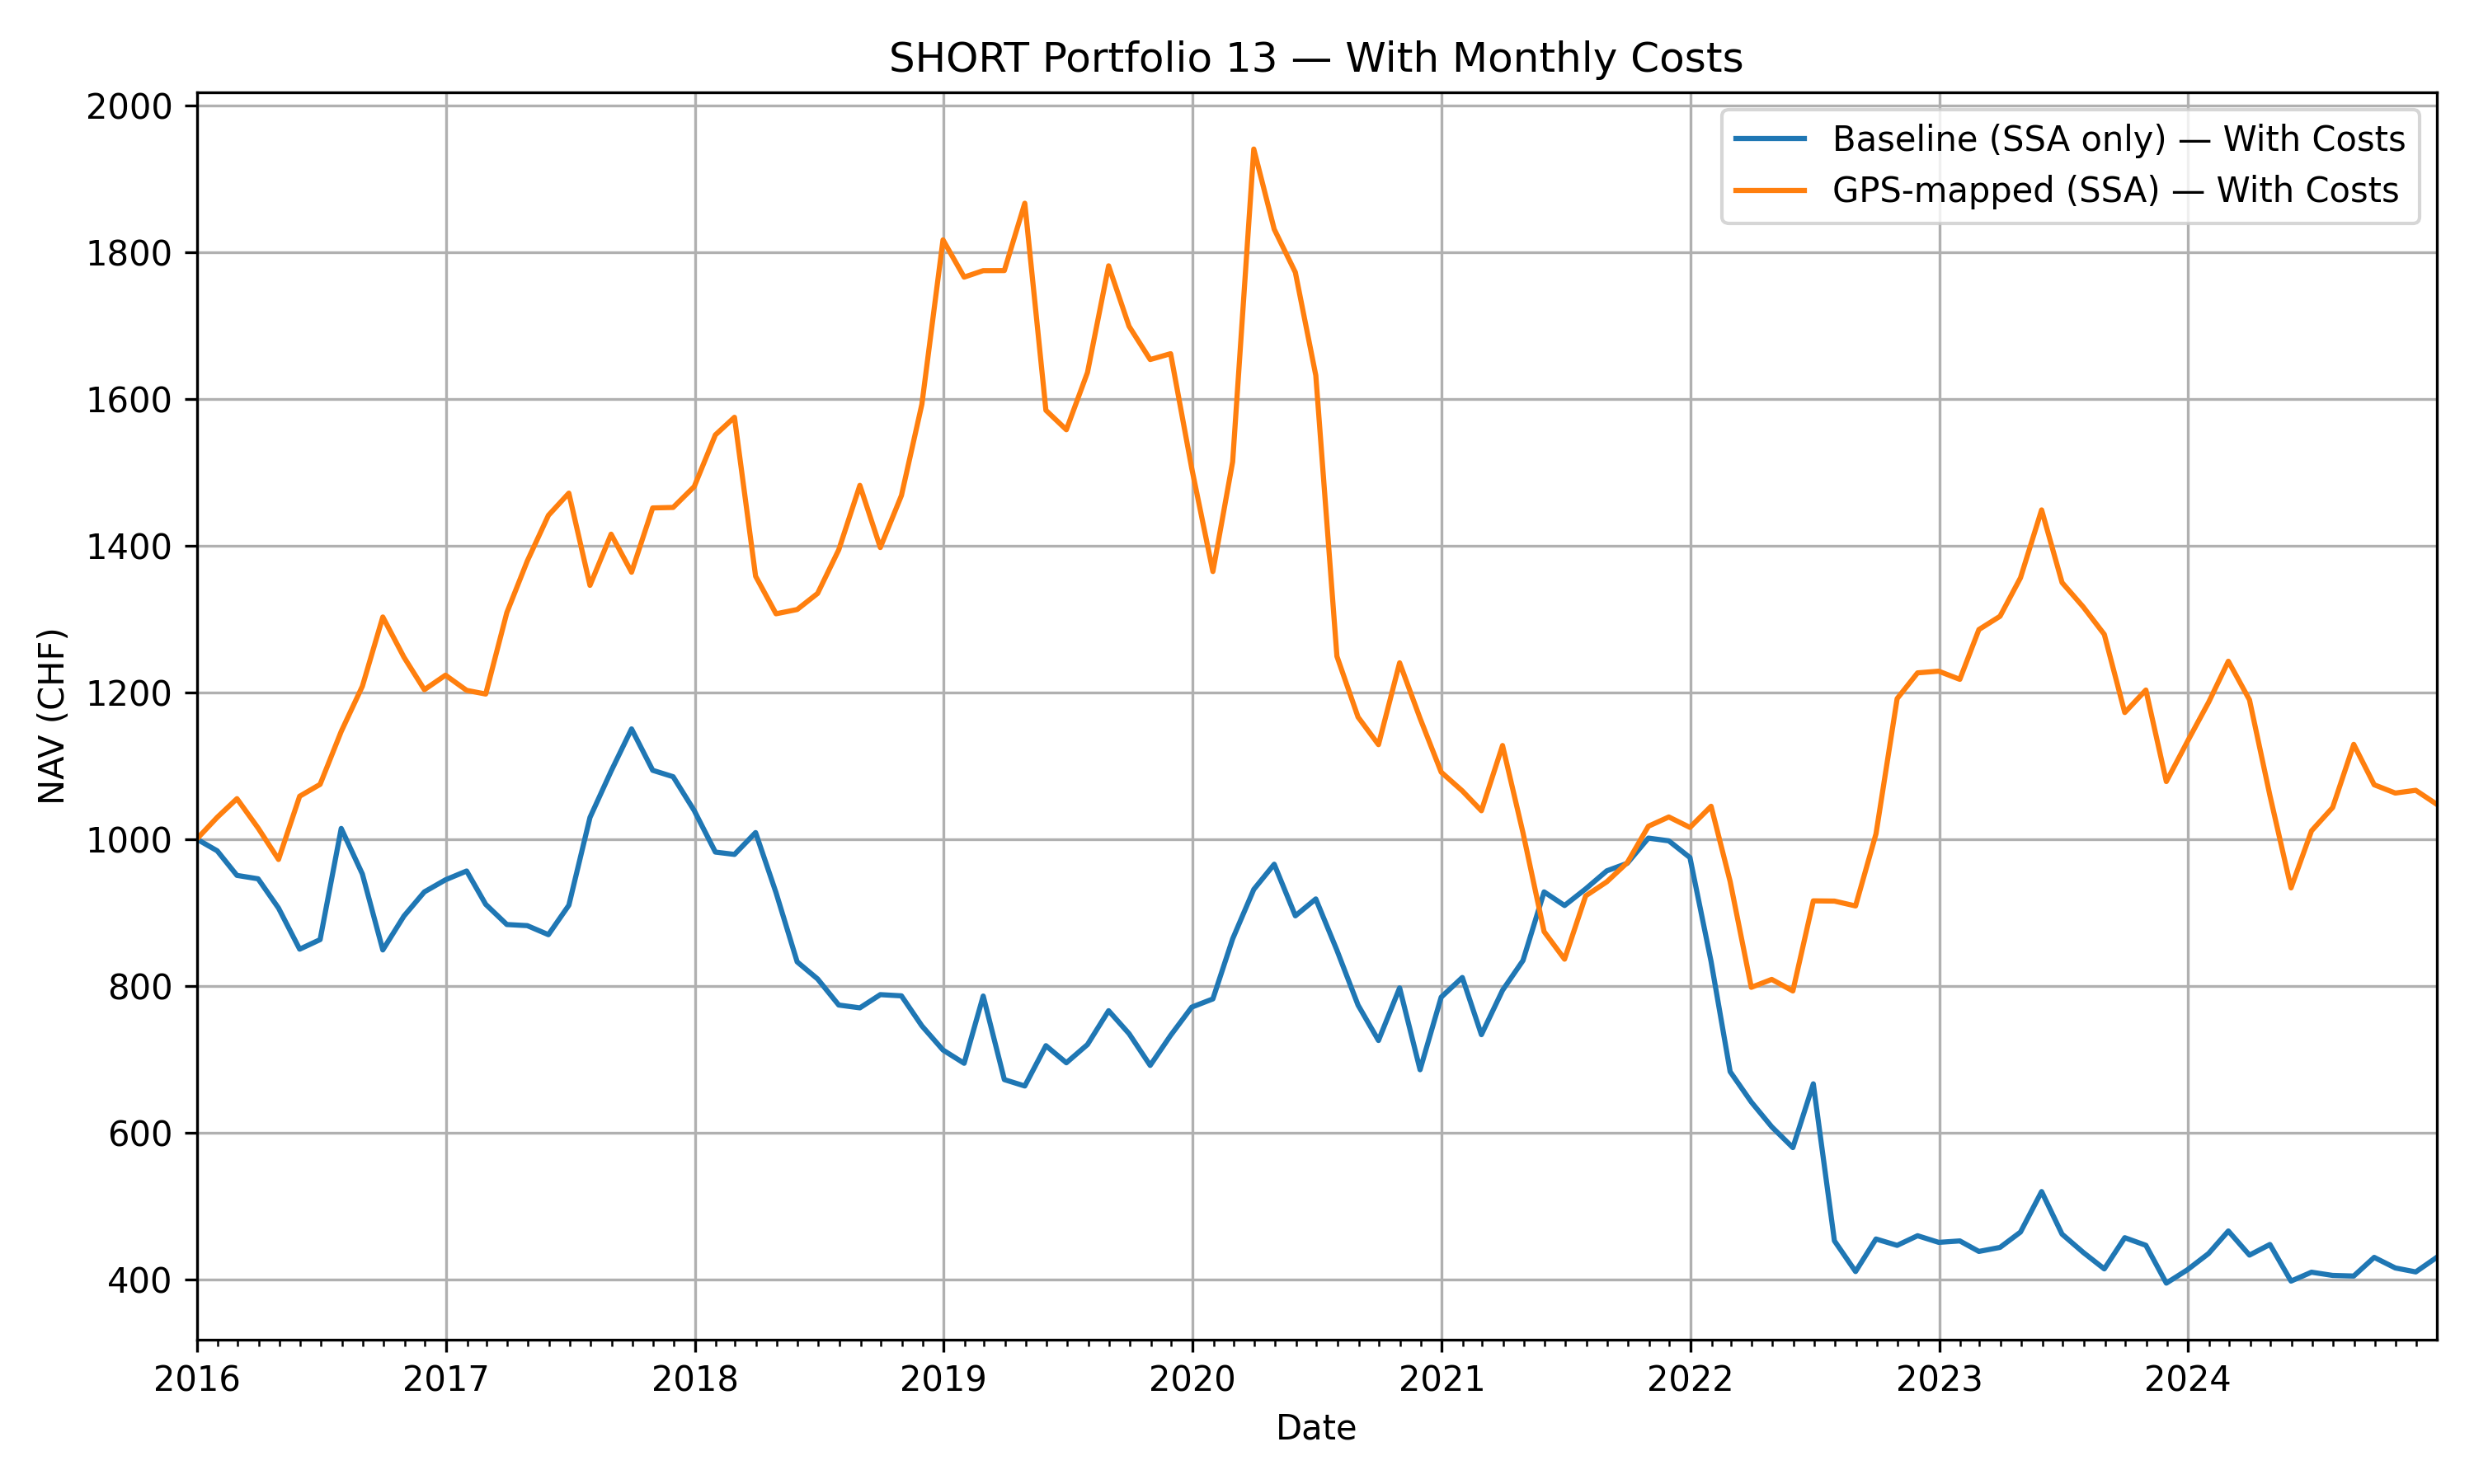 SHORT Portfolio 13 — With Monthly Costs
Baseline (SSA only) — With Costs
GPS-mapped (SSA) — With Costs
NAV (CHF)
2000
1800
1600
1400
1200
1000
800
600
400
2016 2017 2018 2019 2020 2021 2022 2023 2024
Date